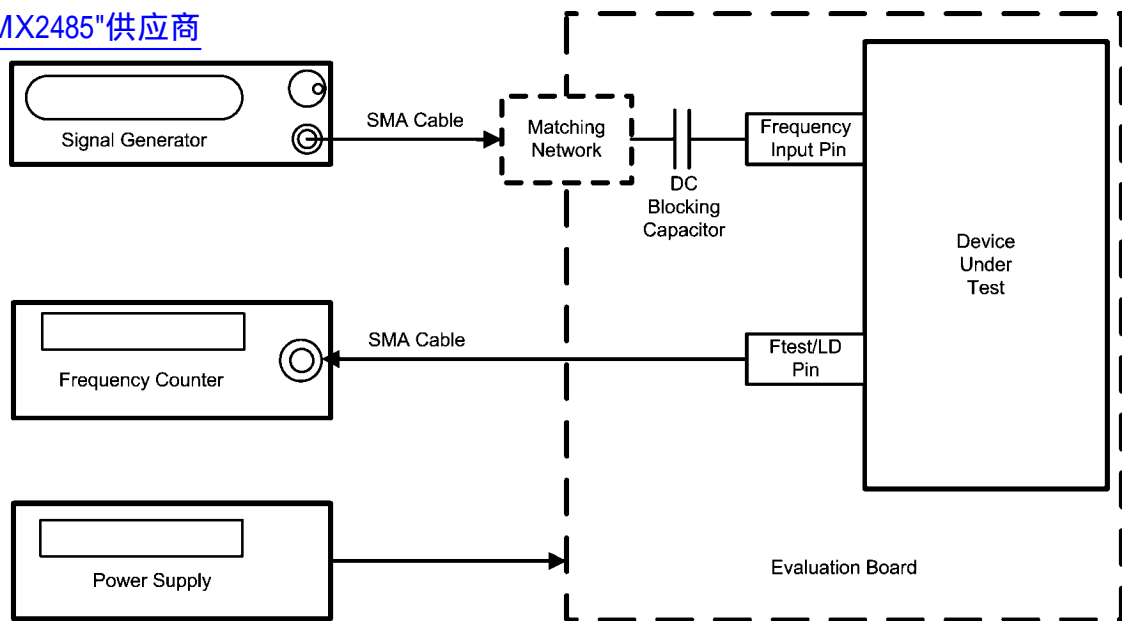 MX2485"供应商
Signal Generator
SMA Cable
Matching
Network
DC
Blocking
Capacitor
Frequency
Input Pin
Device
Under
Test
Frequency Counter
SMA Cable
Ftest/LD
Pin
Power Supply
Evaluation Board